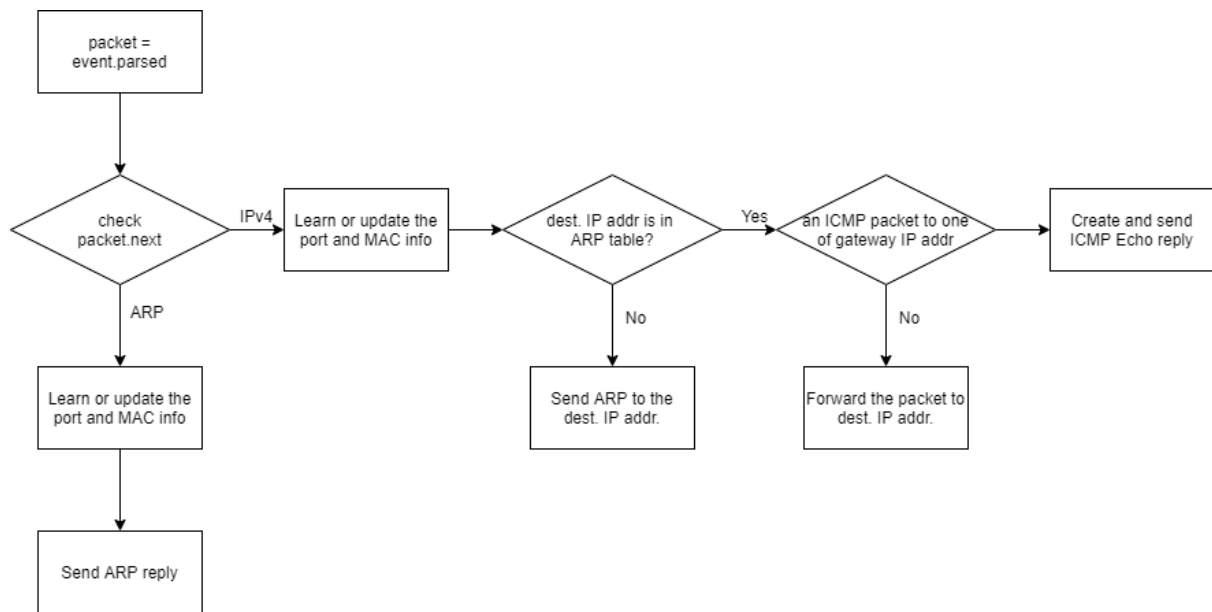 packet =
event.parsed
check
packet.next
IPv4
Learn or update the
port and MAC info
dest. IP addr is in
ARP table?
Yes
an ICMP packet to one
of gateway IP addr
Create and send
ICMP Echo reply
ARP
No
No
Learn or update the
port and MAC info
Send ARP to the
dest. IP addr.
Forward the packet to
dest. IP addr.
Send ARP reply